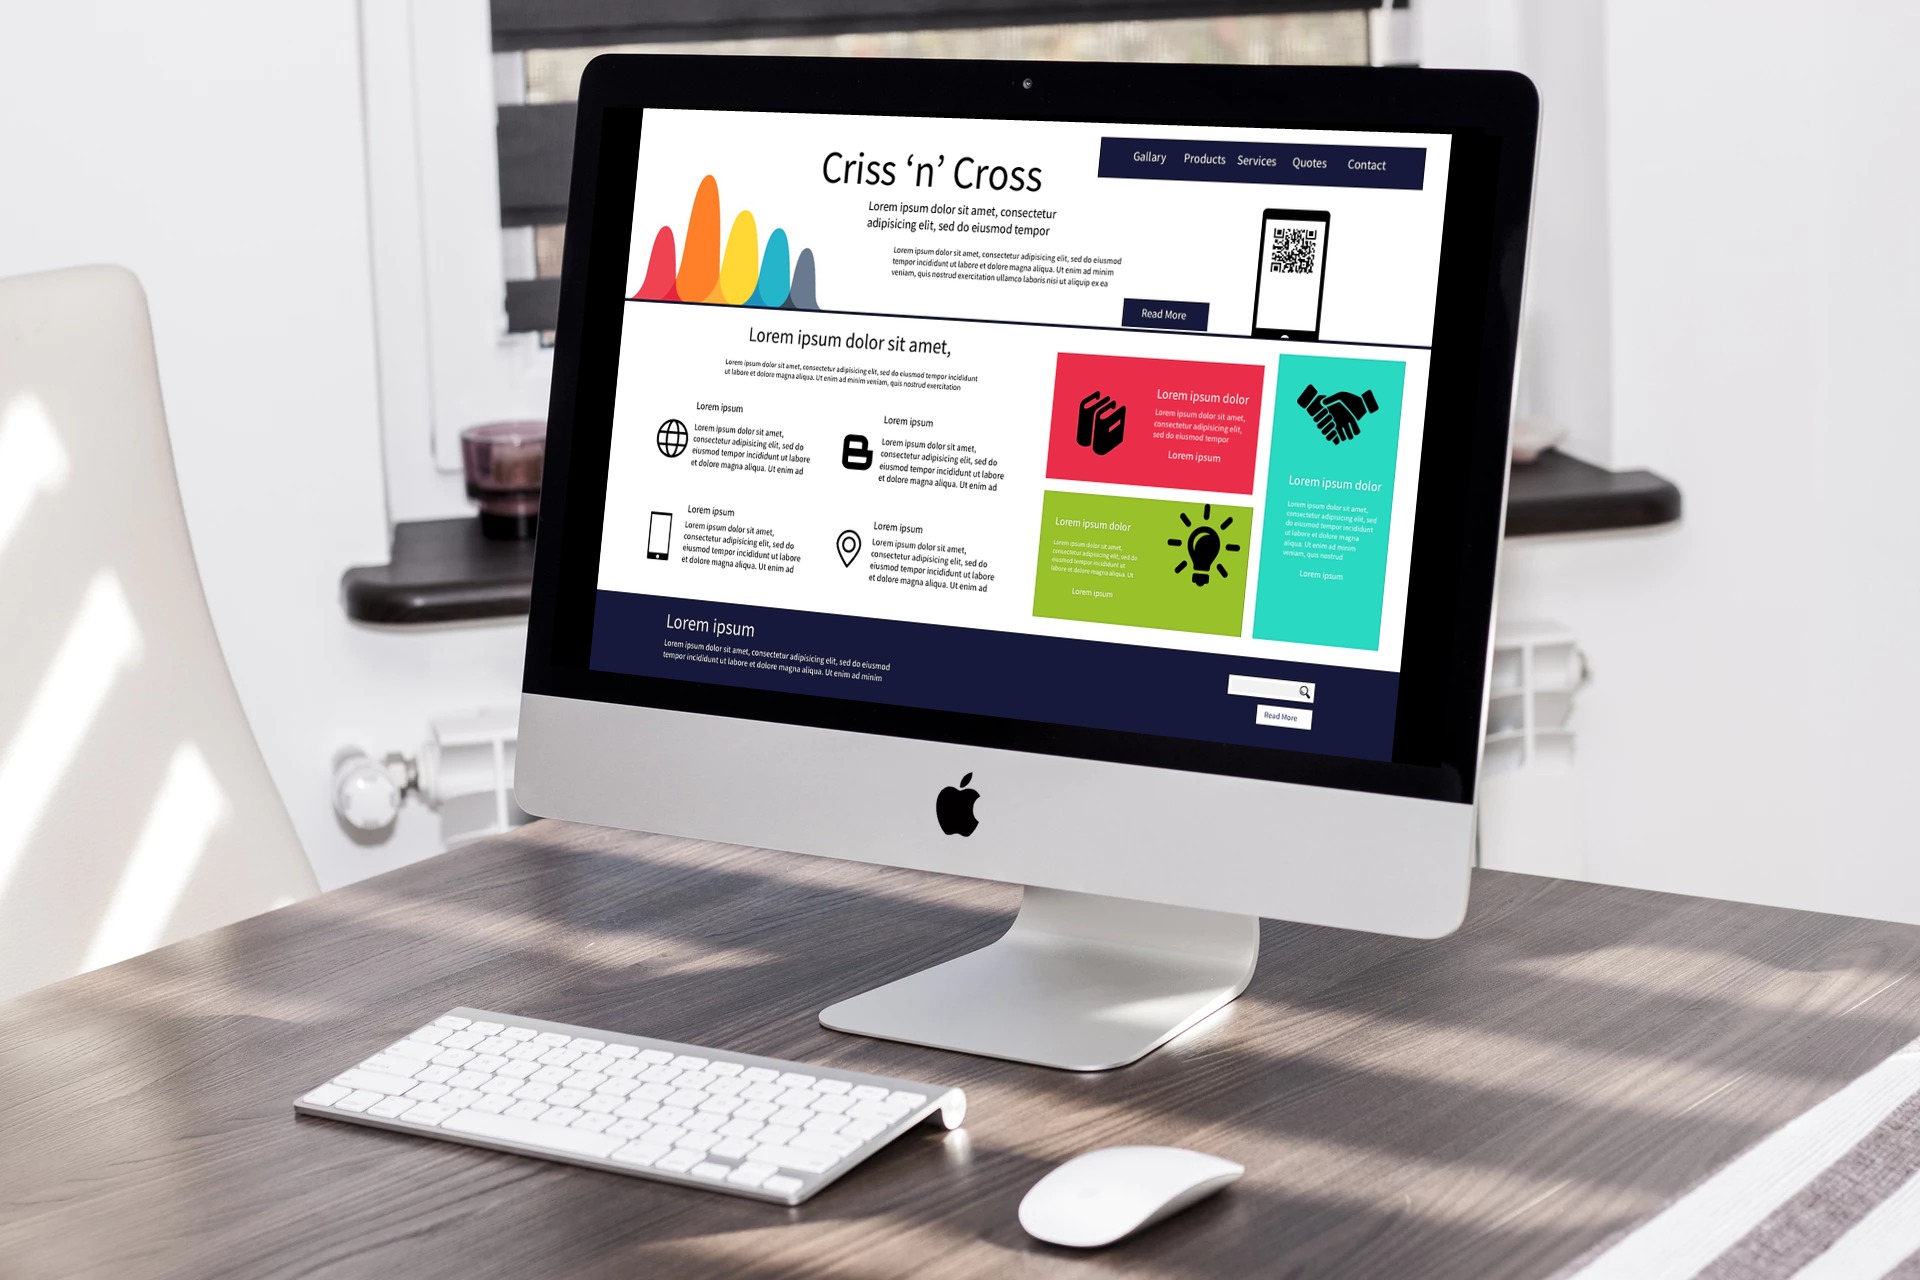 Gallary Products Services Quotes Contact
Criss ‘n’ Cross
Lorem ipsum dolor sit amet, consectetur
adipisicing elit, sed do eiusmod tempor
Lorem ipsum dolor sit amet, consectetur adipisicing elit, sed do eiusmod
tempor incididunt ut labore et dolore magna aliqua. Ut enim ad minim
veniam, quis nostrud exercitation ullamco laboris nisi ut aliquip ex ea
Read More
Lorem ipsum dolor sit amet,
Lorem ipsum dolor sit amet, consectetur adipisicing elit, sed do eiusmod tempor incididunt
ut labore et dolore magna aliqua. Ut enim ad minim veniam, quis nostrud exercitation
Lorem ipsum
Lorem ipsum dolor sit amet,
consectetur adipisicing elit, sed do
eiusmod tempor incididunt ut labore
et dolore magna aliqua. Ut enim ad
Lorem ipsum
Lorem ipsum dolor sit amet,
consectetur adipisicing elit, sed do
eiusmod tempor incididunt ut labore
et dolore magna aliqua. Ut enim ad
Lorem ipsum
Lorem ipsum dolor sit amet,
consectetur adipisicing elit, sed do
eiusmod tempor incididunt ut labore
et dolore magna aliqua. Ut enim ad
Lorem ipsum
Lorem ipsum dolor sit amet,
consectetur adipisicing elit, sed do
eiusmod tempor incididunt ut labore
et dolore magna aliqua. Ut enim ad
Lorem ipsum dolor
Lorem ipsum dolor sit amet,
consectetur adipisicing elit,
sed do eiusmod tempor
Lorem ipsum
Lorem ipsum dolor
Lorem ipsum dolor sit amet,
consectetur adipisicing elit, sed do
eiusmod tempor incididunt ut
labore et dolore magna aliqua. Ut
Lorem ipsum
Lorem ipsum dolor
Lorem ipsum dolor sit amet,
consectetur adipisicing elit, sed
do eiusmod tempor incididunt
ut labore et dolore magna
aliqua. Ut enim ad minim
veniam, quis nostrud
Lorem ipsum
Lorem ipsum
Lorem ipsum dolor sit amet, consectetur adipisicing elit, sed do eiusmod
tempor incididunt ut labore et dolore magna aliqua. Ut enim ad minim
Read More